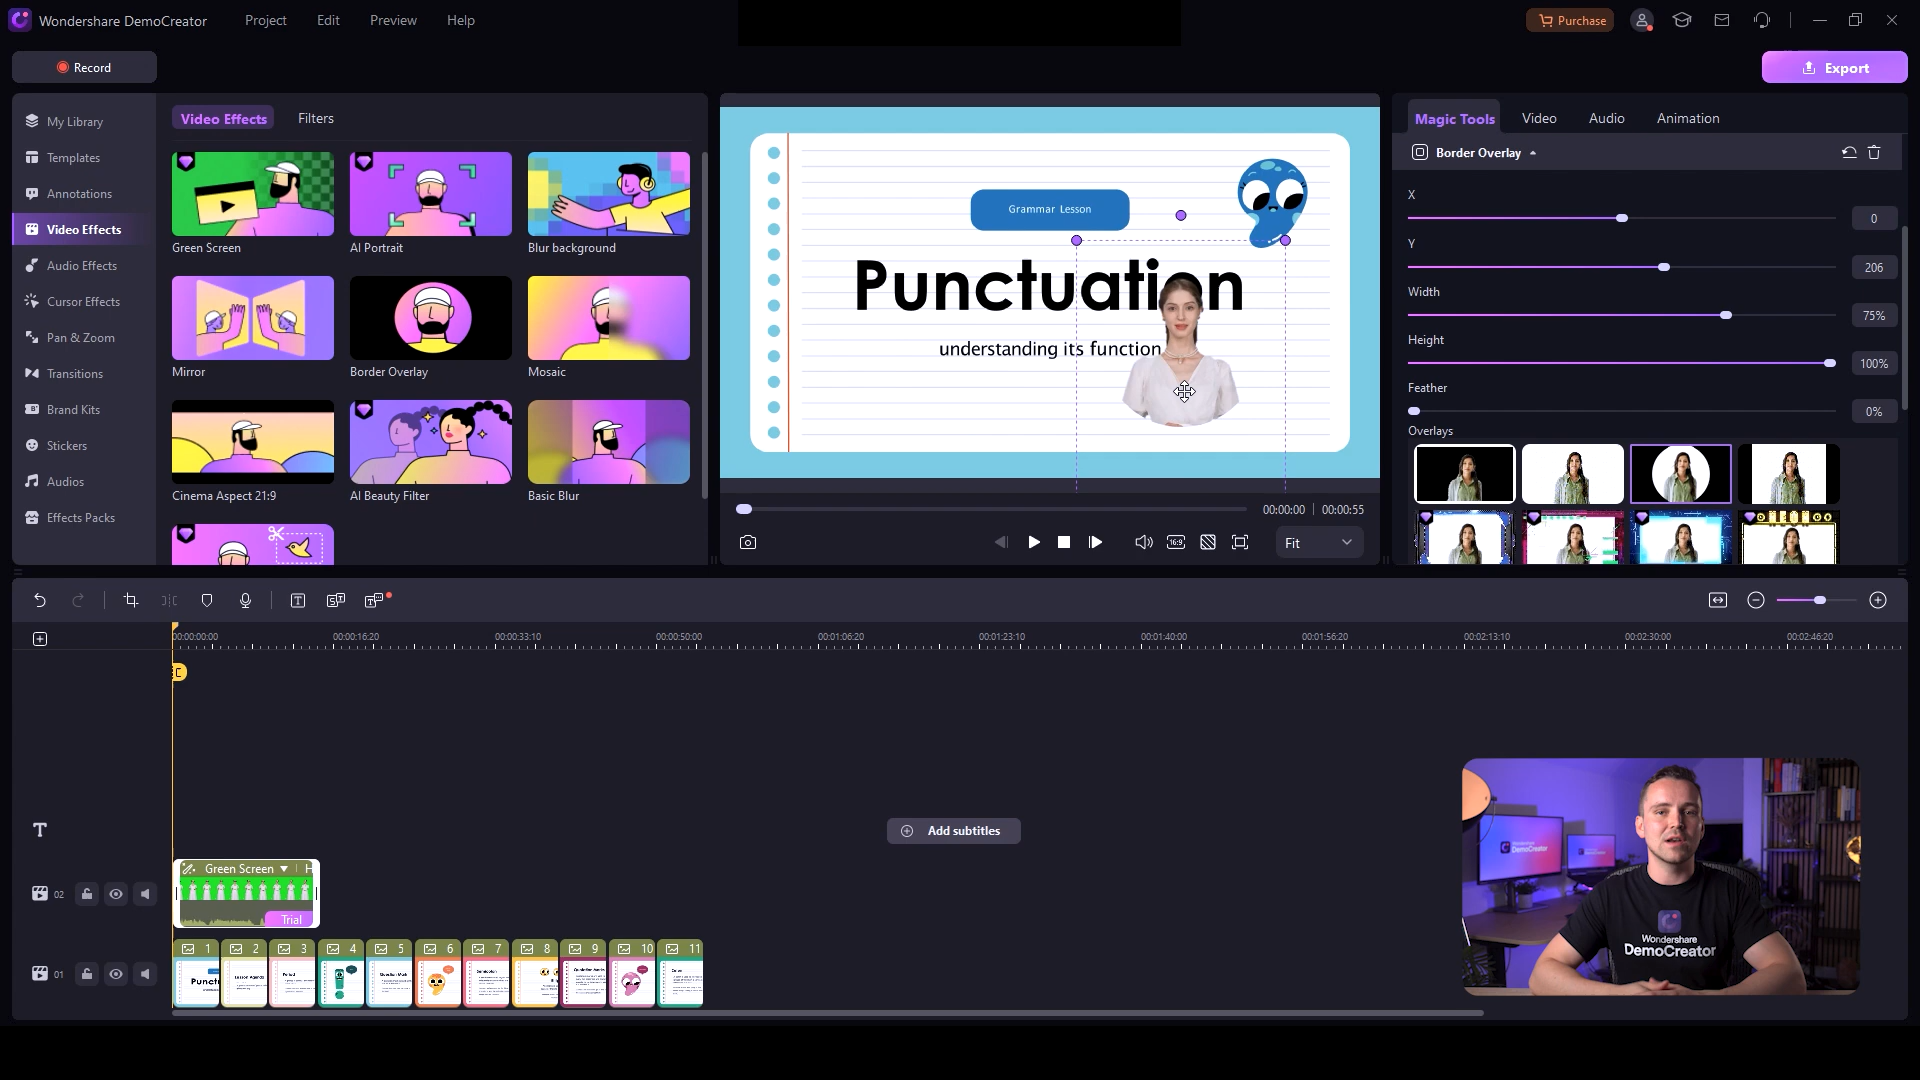 Wondershare DemoCreator
Project
Edit
Preview
Help
Purchase
Record
Export
My Library
Templates
Annotations
Video Effects
Audio Effects
Cursor Effects
Pan & Zoom
Transitions
Brand Kits
Stickers
Audios
Effects Packs
Video Effects
Filters
Green Screen
AI Portrait
Blur background
Mirror
Border Overlay
Mosaic
Cinema Aspect 21:9
AI Beauty Filter
Basic Blur
Grammar Lesson
Punctuation
understanding its function
00:00:00 | 00:00:55
16:9
Fit
Magic Tools
Video
Audio
Animation
Border Overlay
X
0
Y
206
Width
75%
Height
100%
Feather
0%
Overlays
00:00:00:00
00:00:16:20
00:00:33:10
00:00:50:00
00:01:06:20
00:01:23:10
00:01:40:00
00:01:56:20
00:02:13:10
00:02:30:00
00:02:46:20
Add subtitles
02
Green Screen
Trial
01
1
2
3
4
5
6
7
8
9
10
11
Wondershare
DemoCreator